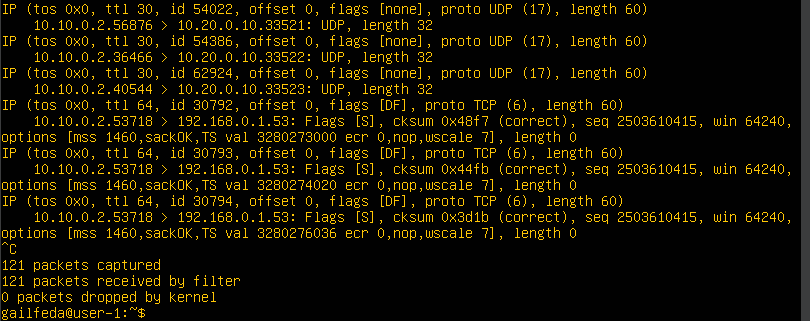 IP (tos 0x0, ttl 30, id 54022, offset 0, flags [none], proto UDP (17), length 60)
    10.10.0.2.56876 > 10.20.0.10.33521: UDP, length 32
IP (tos 0x0, ttl 30, id 54386, offset 0, flags [none], proto UDP (17), length 60)
    10.10.0.2.36466 > 10.20.0.10.33522: UDP, length 32
IP (tos 0x0, ttl 30, id 62924, offset 0, flags [none], proto UDP (17), length 60)
    10.10.0.2.40544 > 10.20.0.10.33523: UDP, length 32
IP (tos 0x0, ttl 64, id 30792, offset 0, flags [DF], proto TCP (6), length 60)
    10.10.0.2.53718 > 192.168.0.1.53: Flags [S], cksum 0x48f7 (correct), seq 2503610415, win 64240,
options [mss 1460,sackOK,TS val 3280273000 ecr 0,nop,wscale 7], length 0
IP (tos 0x0, ttl 64, id 30793, offset 0, flags [DF], proto TCP (6), length 60)
    10.10.0.2.53718 > 192.168.0.1.53: Flags [S], cksum 0x44fb (correct), seq 2503610415, win 64240,
options [mss 1460,sackOK,TS val 3280274020 ecr 0,nop,wscale 7], length 0
IP (tos 0x0, ttl 64, id 30794, offset 0, flags [DF], proto TCP (6), length 60)
    10.10.0.2.53718 > 192.168.0.1.53: Flags [S], cksum 0x3d1b (correct), seq 2503610415, win 64240,
options [mss 1460,sackOK,TS val 3280276036 ecr 0,nop,wscale 7], length 0
^C
121 packets captured
121 packets received by filter
0 packets dropped by kernel
gailfeda@user-1:~$